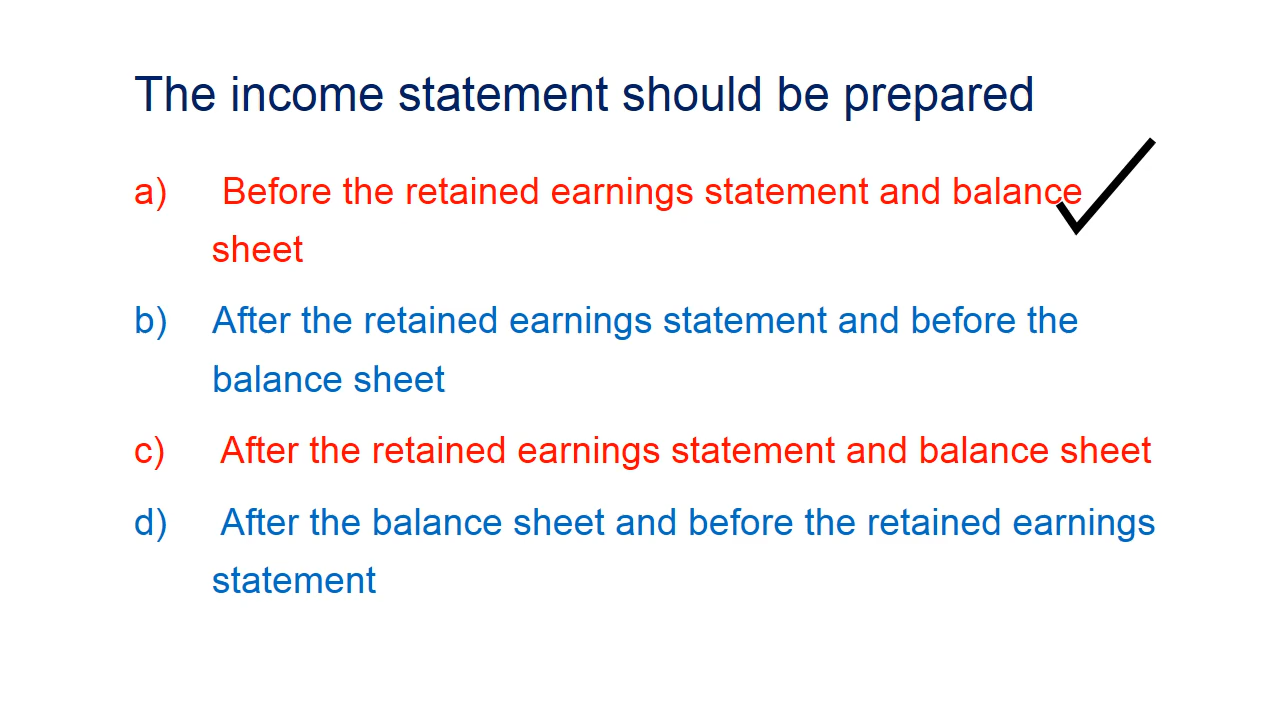 The income statement should be prepared
a) Before the retained earnings statement and balance
sheet
b) After the retained earnings statement and before the
balance sheet
c) After the retained earnings statement and balance sheet
d) After the balance sheet and before the retained earnings
statement